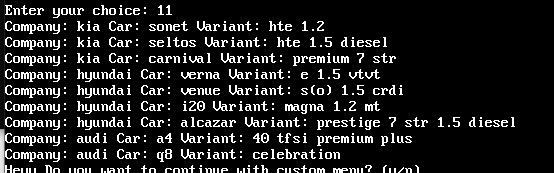 Enter your choice: 11
Company: kia Car: sonet Variant: hte 1.2
Company: kia Car: seltos Variant: hte 1.5 diesel
Company: kia Car: carnival Variant: premium 7 str
Company: hyundai Car: verna Variant: e 1.5 vtvt
Company: hyundai Car: venue Variant: s(o) 1.5 crdi
Company: hyundai Car: i20 Variant: magna 1.2 mt
Company: hyundai Car: alcazar Variant: prestige 7 str 1.5 diesel
Company: audi Car: a4 Variant: 40 tfsi premium plus
Company: audi Car: q8 Variant: celebration
Heyy Do you want to continue with custom menu? (y/n)